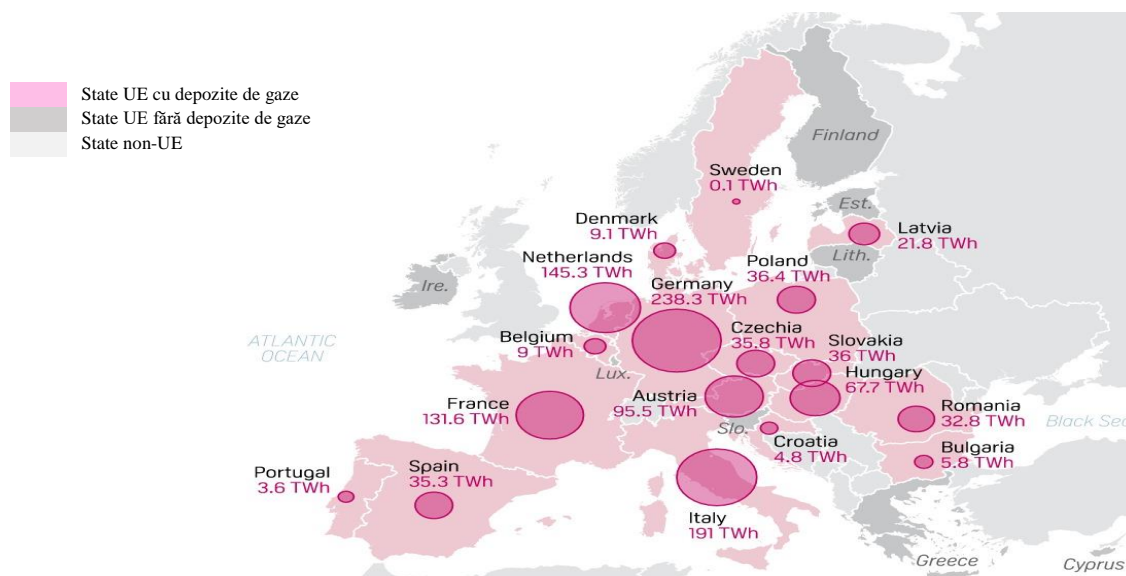 State UE cu depozite de gaze
State UE fără depozite de gaze
State non-UE
Finland
Sweden
0.1 TWh
Est.
Denmark
9.1 TWh
Latvia
21.8 TWh
Lith.
Netherlands
145.3 TWh
Poland
36.4 TWh
Ire.
Germany
238.3 TWh
Czechia
35.8 TWh
Slovakia
36 TWh
Belgium
9 TWh
ATLANTIC
OCEAN
Lux.
Hungary
67.7 TWh
Austria
95.5 TWh
France
131.6 TWh
Slo.
Romania
32.8 TWh
Black Sea
Croatia
4.8 TWh
Bulgaria
5.8 TWh
Portugal
3.6 TWh
Spain
35.3 TWh
Italy
191 TWh
Greece
Cyprus